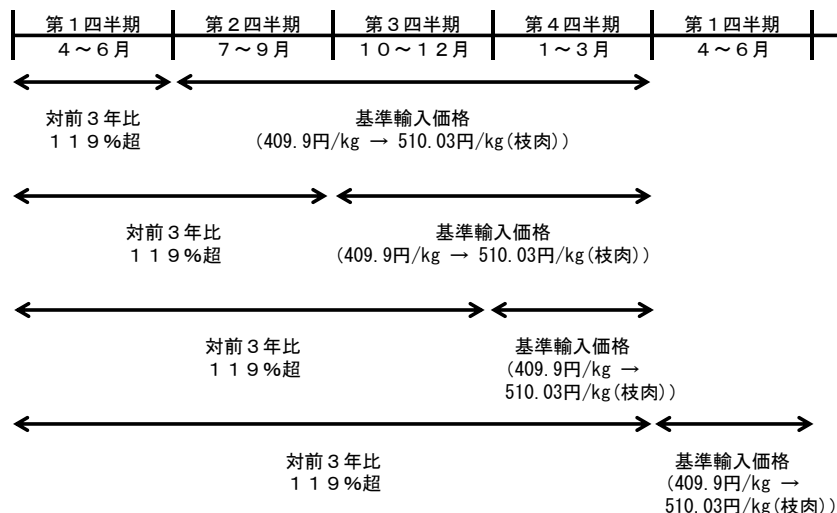 第１四半期 第２四半期 第３四半期 第４四半期 第１四半期
４～６月 ７～９月 １０～１２月 １～３月 ４～６月
対前３年比 基準輸入価格
１１９%超 (409.9円/kg → 510.03円/kg(枝肉))
対前３年比 基準輸入価格
１１９%超 (409.9円/kg → 510.03円/kg(枝肉))
対前３年比 基準輸入価格
１１９%超 (409.9円/kg →
510.03円/kg(枝肉))
対前３年比 基準輸入価格
１１９%超 (409.9円/kg →
510.03円/kg(枝肉))